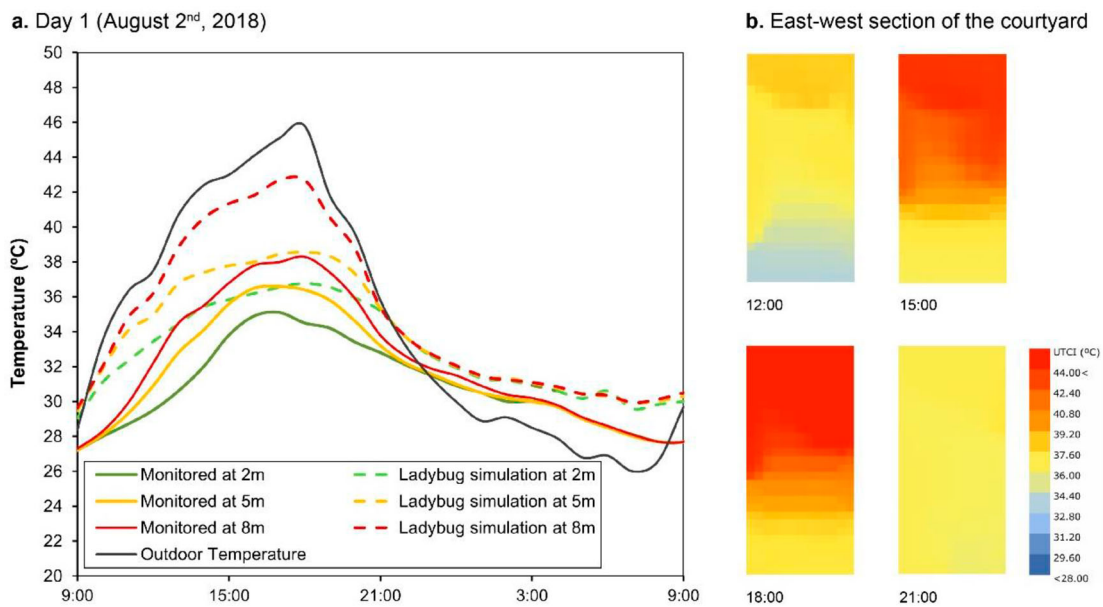 a. Day 1 (August 2nd, 2018)
b. East-west section of the courtyard
Temperature (ºC)
50
48
46
44
42
40
38
36
34
32
30
28
26
24
22
20
9:00 15:00 21:00 3:00 9:00
Monitored at 2m
Monitored at 5m
Monitored at 8m
Outdoor Temperature
Ladybug simulation at 2m
Ladybug simulation at 5m
Ladybug simulation at 8m
12:00
15:00
18:00
21:00
UTCI (ºC)
44.00<
42.40
40.80
39.20
37.60
36.00
34.40
32.80
31.20
29.60
<28.00